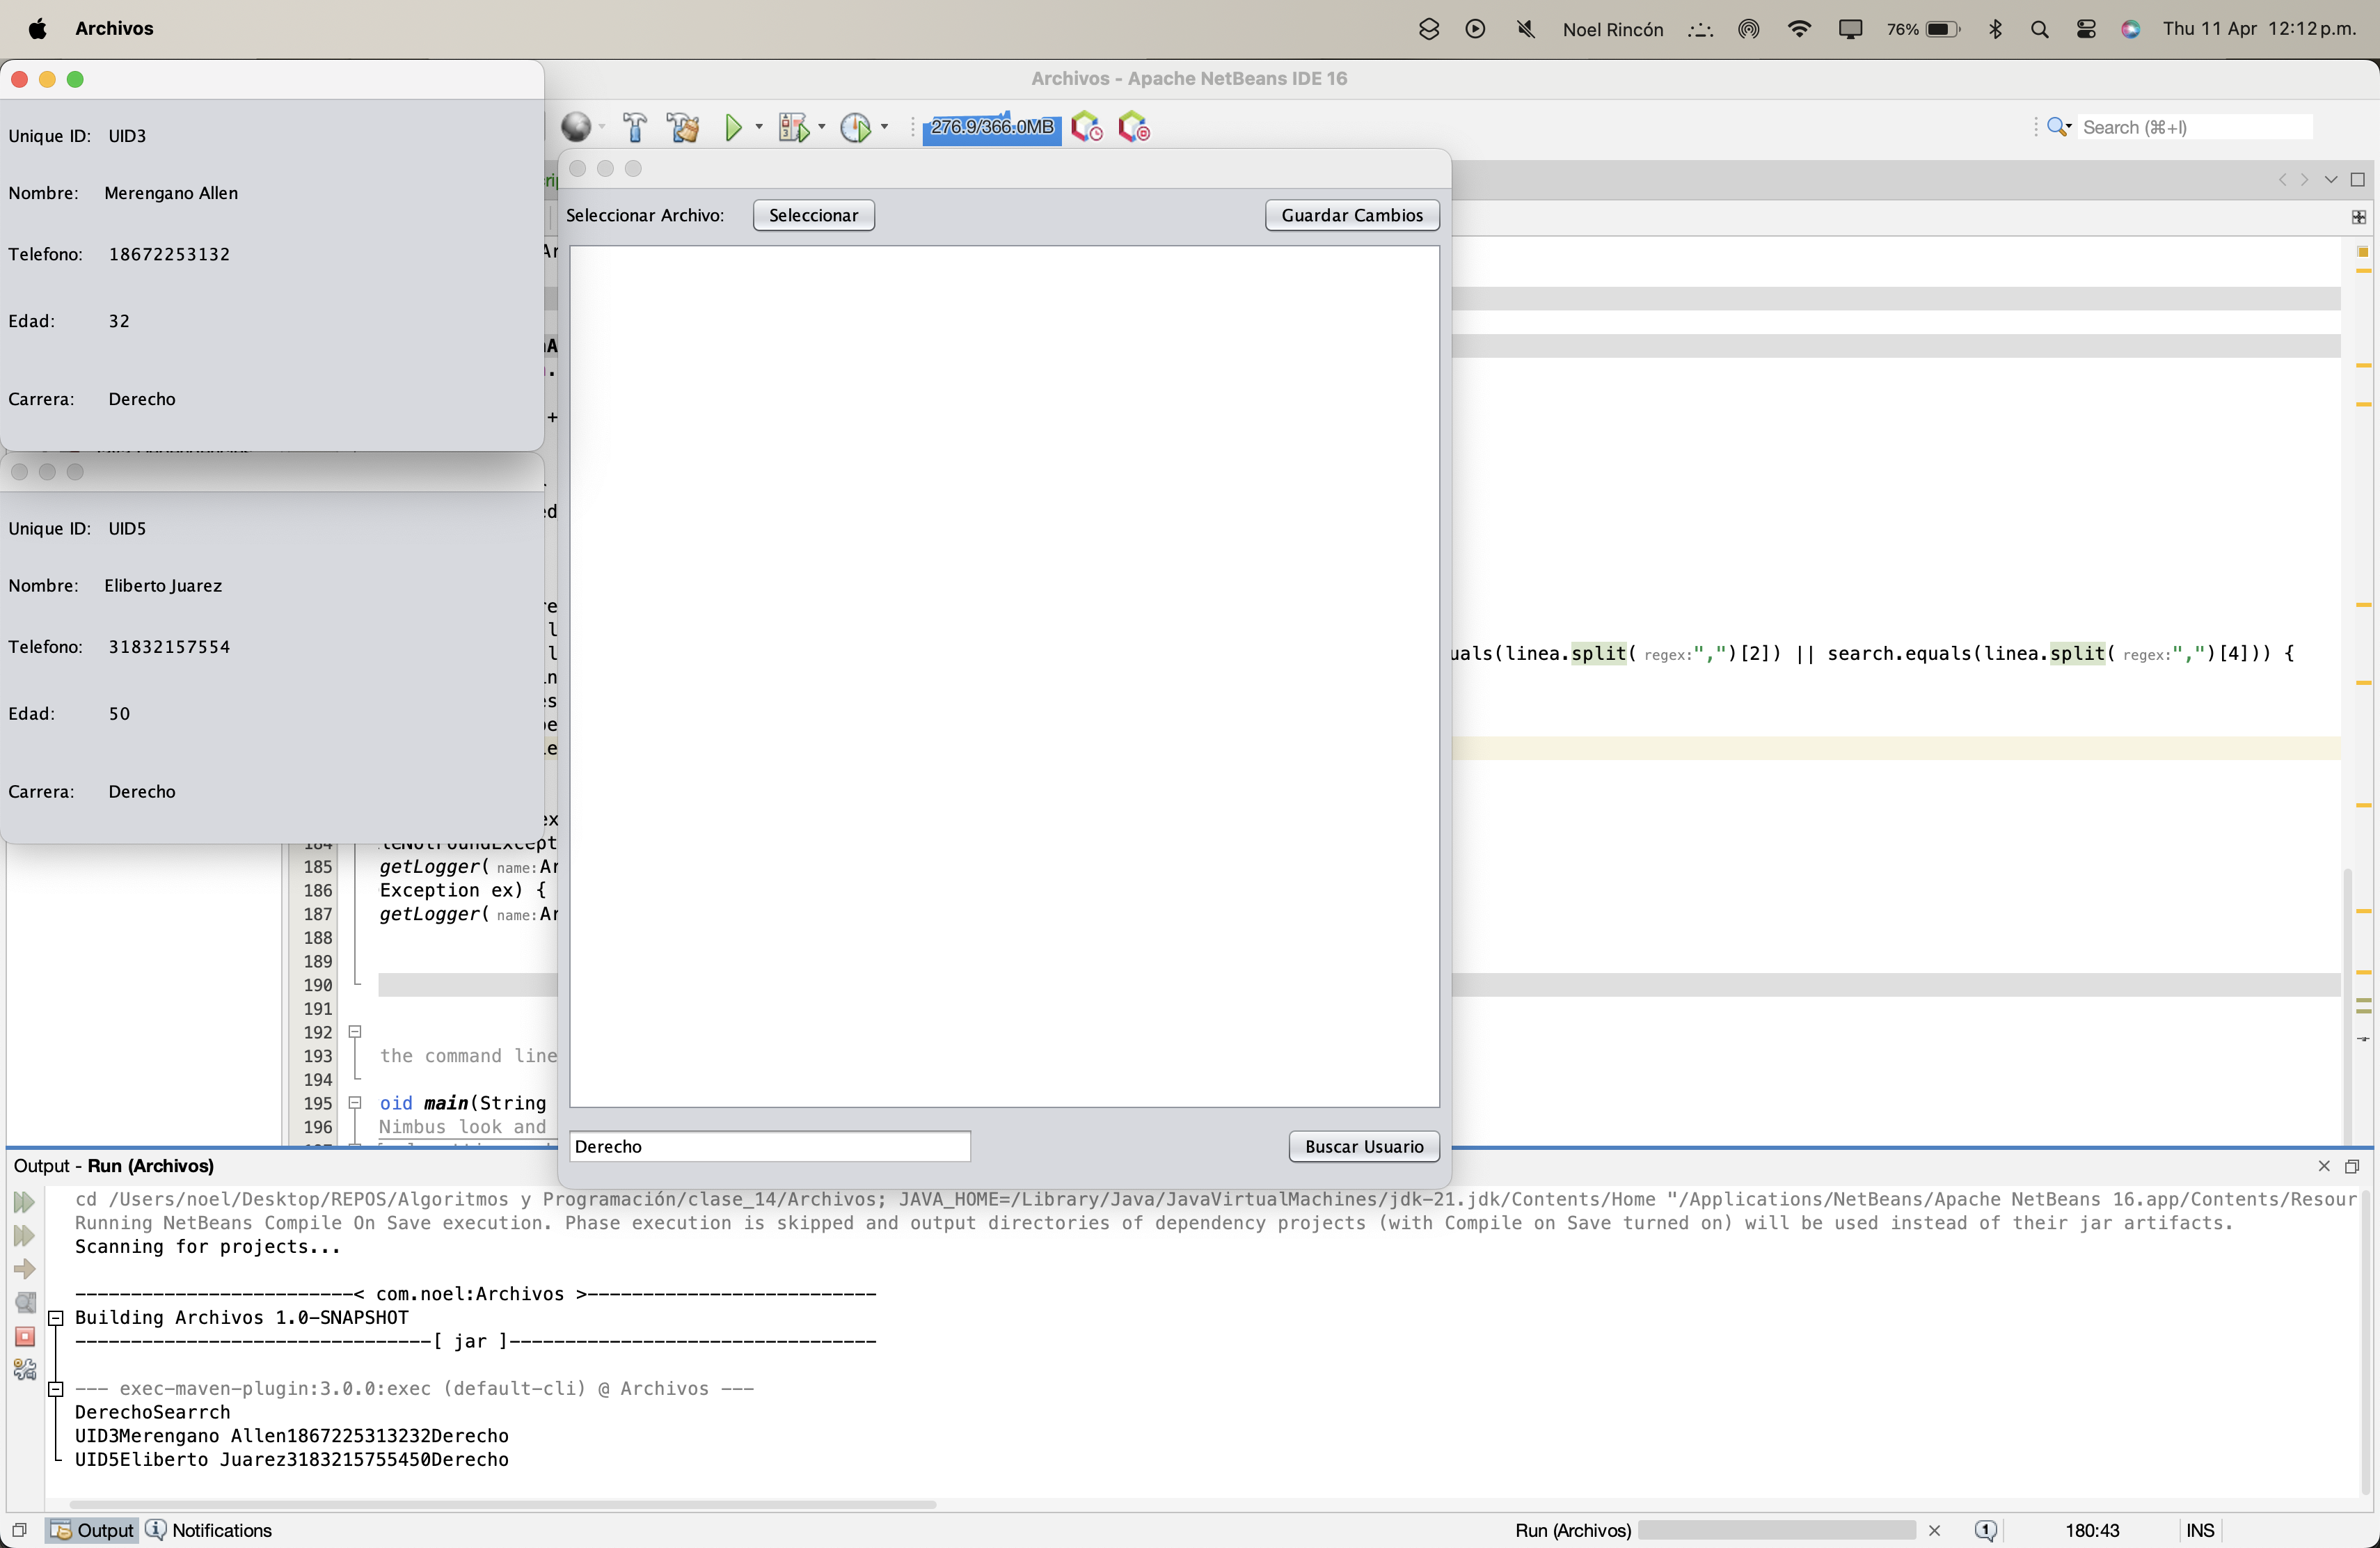 Archivos
Noel Rincón
76%
Thu 11 Apr 12:12 p.m.
Archivos - Apache NetBeans IDE 16
276.9/366.0MB
Search (⌘+I)
Unique ID: UID3
Nombre: Merengano Allen
Telefono: 18672253132
Edad: 32
Carrera: Derecho
Unique ID: UID5
Nombre: Eliberto Juarez
Telefono: 31832157554
Edad: 50
Carrera: Derecho
Seleccionar Archivo: Seleccionar Guardar Cambios
uals(linea.split( regex:",")[2]) || search.equals(linea.split( regex:",")[4])) {
185 getLogger( name:Ar
186 Exception ex) {
187 getLogger( name:Ar
188
189
190
191
192
193 the command line
194
195 oid main(String
196 Nimbus look and
Derecho Buscar Usuario
Output - Run (Archivos)
cd /Users/noel/Desktop/REPOS/Algoritmos y Programación/clase_14/Archivos; JAVA_HOME=/Library/Java/JavaVirtualMachines/jdk-21.jdk/Contents/Home "/Applications/NetBeans/Apache NetBeans 16.app/Contents/Resour
Running NetBeans Compile On Save execution. Phase execution is skipped and output directories of dependency projects (with Compile on Save turned on) will be used instead of their jar artifacts.
Scanning for projects...
-------------------------< com.noel:Archivos >--------------------------
Building Archivos 1.0-SNAPSHOT
--------------------------------[ jar ]---------------------------------
--- exec-maven-plugin:3.0.0:exec (default-cli) @ Archivos ---
DerechoSearrch
UID3Merengano Allen1867225313232Derecho
UID5Eliberto Juarez3183215755450Derecho
Output Notifications
Run (Archivos)
1
180:43
INS